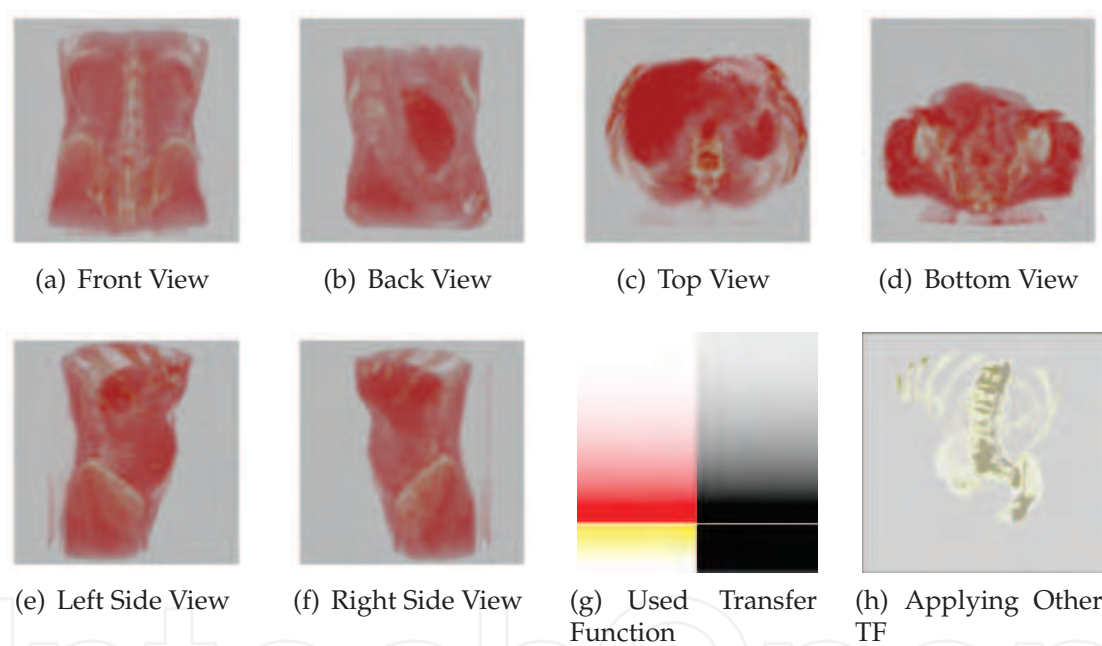 (a) Front View
(b) Back View
(c) Top View
(d) Bottom View
(e) Left Side View
(f) Right Side View
(g) Used Transfer
Function
(h) Applying Other
TF